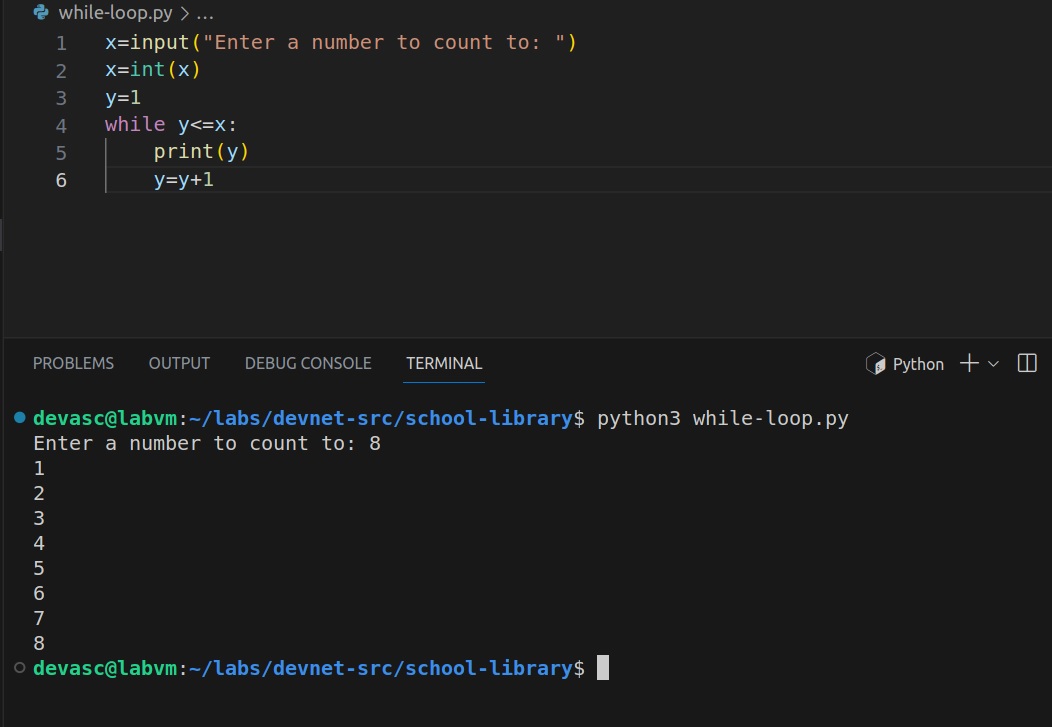 while-loop.py > ...
1 x=input("Enter a number to count to: ")
2 x=int(x)
3 y=1
4 while y<=x:
5     print(y)
6     y=y+1
PROBLEMS OUTPUT DEBUG CONSOLE TERMINAL Python
devasc@labvm:~/labs/devnet-src/school-library$ python3 while-loop.py
Enter a number to count to: 8
1
2
3
4
5
6
7
8
devasc@labvm:~/labs/devnet-src/school-library$